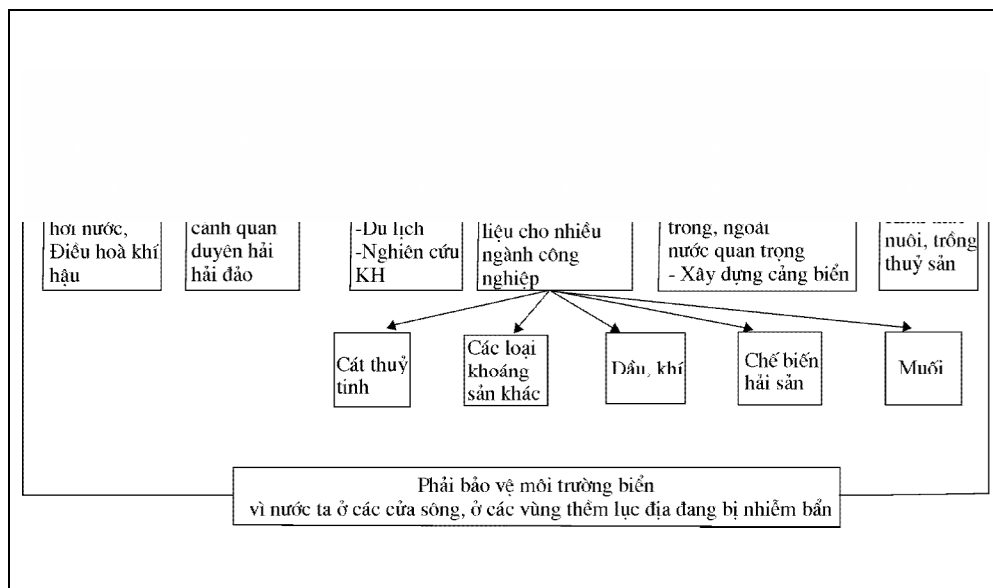 hơi nước,
Điều hoà khí
hậu
cảnh quan
duyên hải
hải đảo
-Du lịch
-Nghiên cứu
KH
liệu cho nhiều
ngành công
nghiệp
trong, ngoài
nước quan trọng
- Xây dựng cảng biển
nuôi, trồng
thuỷ sản
Cát thuỷ
tinh
Các loại
khoáng
sản khác
Dầu, khí
Chế biến
hải sản
Muối
Phải bảo vệ môi trường biển
vì nước ta ở các cửa sông, ở các vùng thềm lục địa đang bị nhiễm bẩn